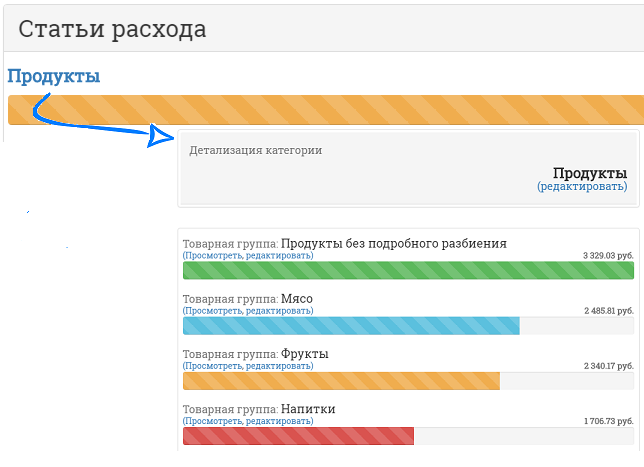 Статьи расхода
Продукты
Детализация категории
Продукты
(редактировать)
Товарная группа: Продукты без подробного разбиения
(Просмотреть, редактировать) 3 329.03 руб.
Товарная группа: Мясо
(Просмотреть, редактировать) 2 485.81 руб.
Товарная группа: Фрукты
(Просмотреть, редактировать) 2 340.17 руб.
Товарная группа: Напитки
(Просмотреть, редактировать) 1 706.73 руб.